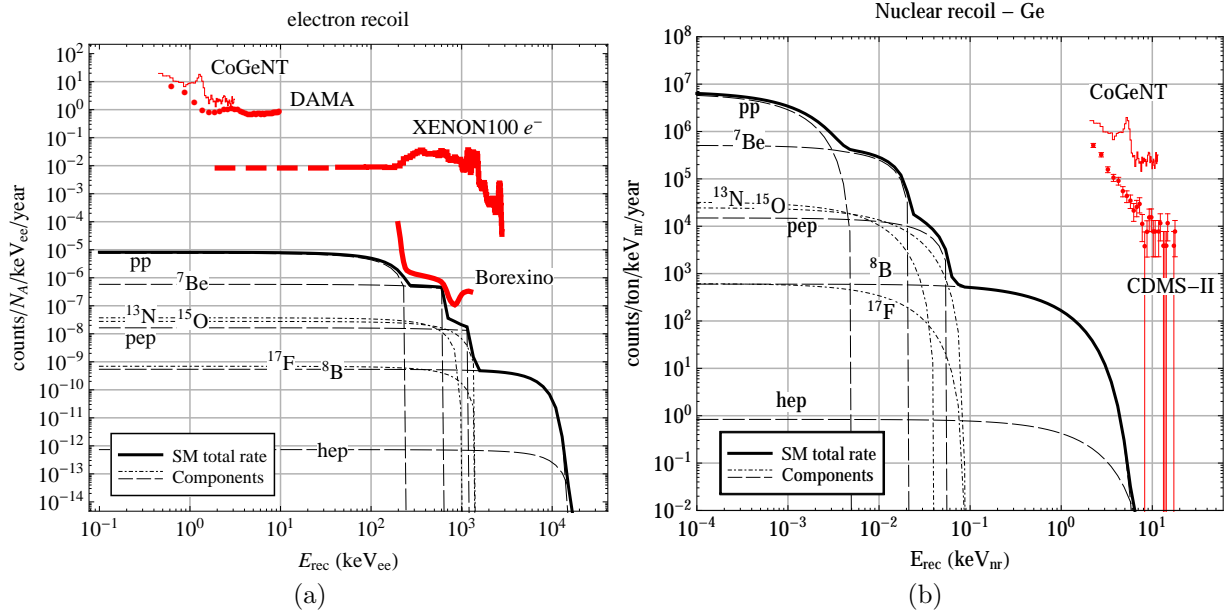 electron recoil
10^2
10^1
10^0
10^-1
10^-2
10^-3
10^-4
10^-5
10^-6
10^-7
10^-8
10^-9
10^-10
10^-11
10^-12
10^-13
10^-14
counts/N_A/keV_ee/year
CoGeNT
DAMA
XENON100 e^-
pp
^7Be
Borexino
^13N ^15O
pep
^17F ^8B
hep
SM total rate
Components
10^-1 10^0 10^1 10^2 10^3 10^4
E_rec (keV_ee)
(a)
Nuclear recoil – Ge
10^8
10^7
10^6
10^5
10^4
10^3
10^2
10^1
10^0
10^-1
10^-2
counts/ton/keV_nr/year
CoGeNT
pp
^7Be
^13N ^15O
pep
^8B
CDMS–II
^17F
hep
SM total rate
Components
10^-4 10^-3 10^-2 10^-1 10^0 10^1
E_rec (keV_nr)
(b)